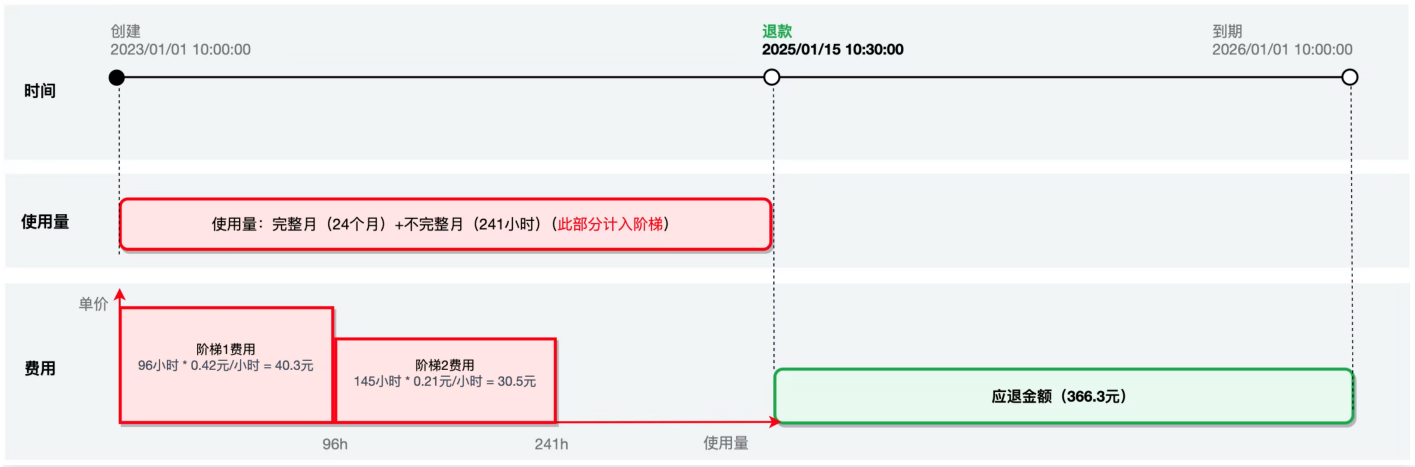 创建
2023/01/01 10:00:00
退款
2025/01/15 10:30:00
到期
2026/01/01 10:00:00
时间
使用量
使用量：完整月（24个月）+不完整月（241小时）（此部分计入阶梯）
单价
费用
阶梯1费用
96小时 * 0.42元/小时 = 40.3元
阶梯2费用
145小时 * 0.21元/小时 = 30.5元
应退金额（366.3元）
96h
241h
使用量